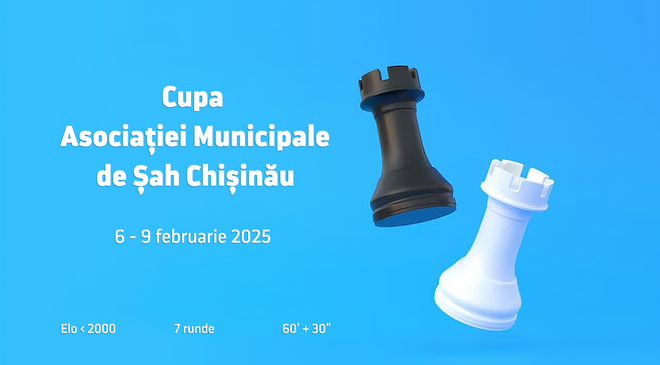 Cupa
Asociației Municipale
de Șah Chișinău
6 - 9 februarie 2025
Elo < 2000
7 runde
60' + 30"